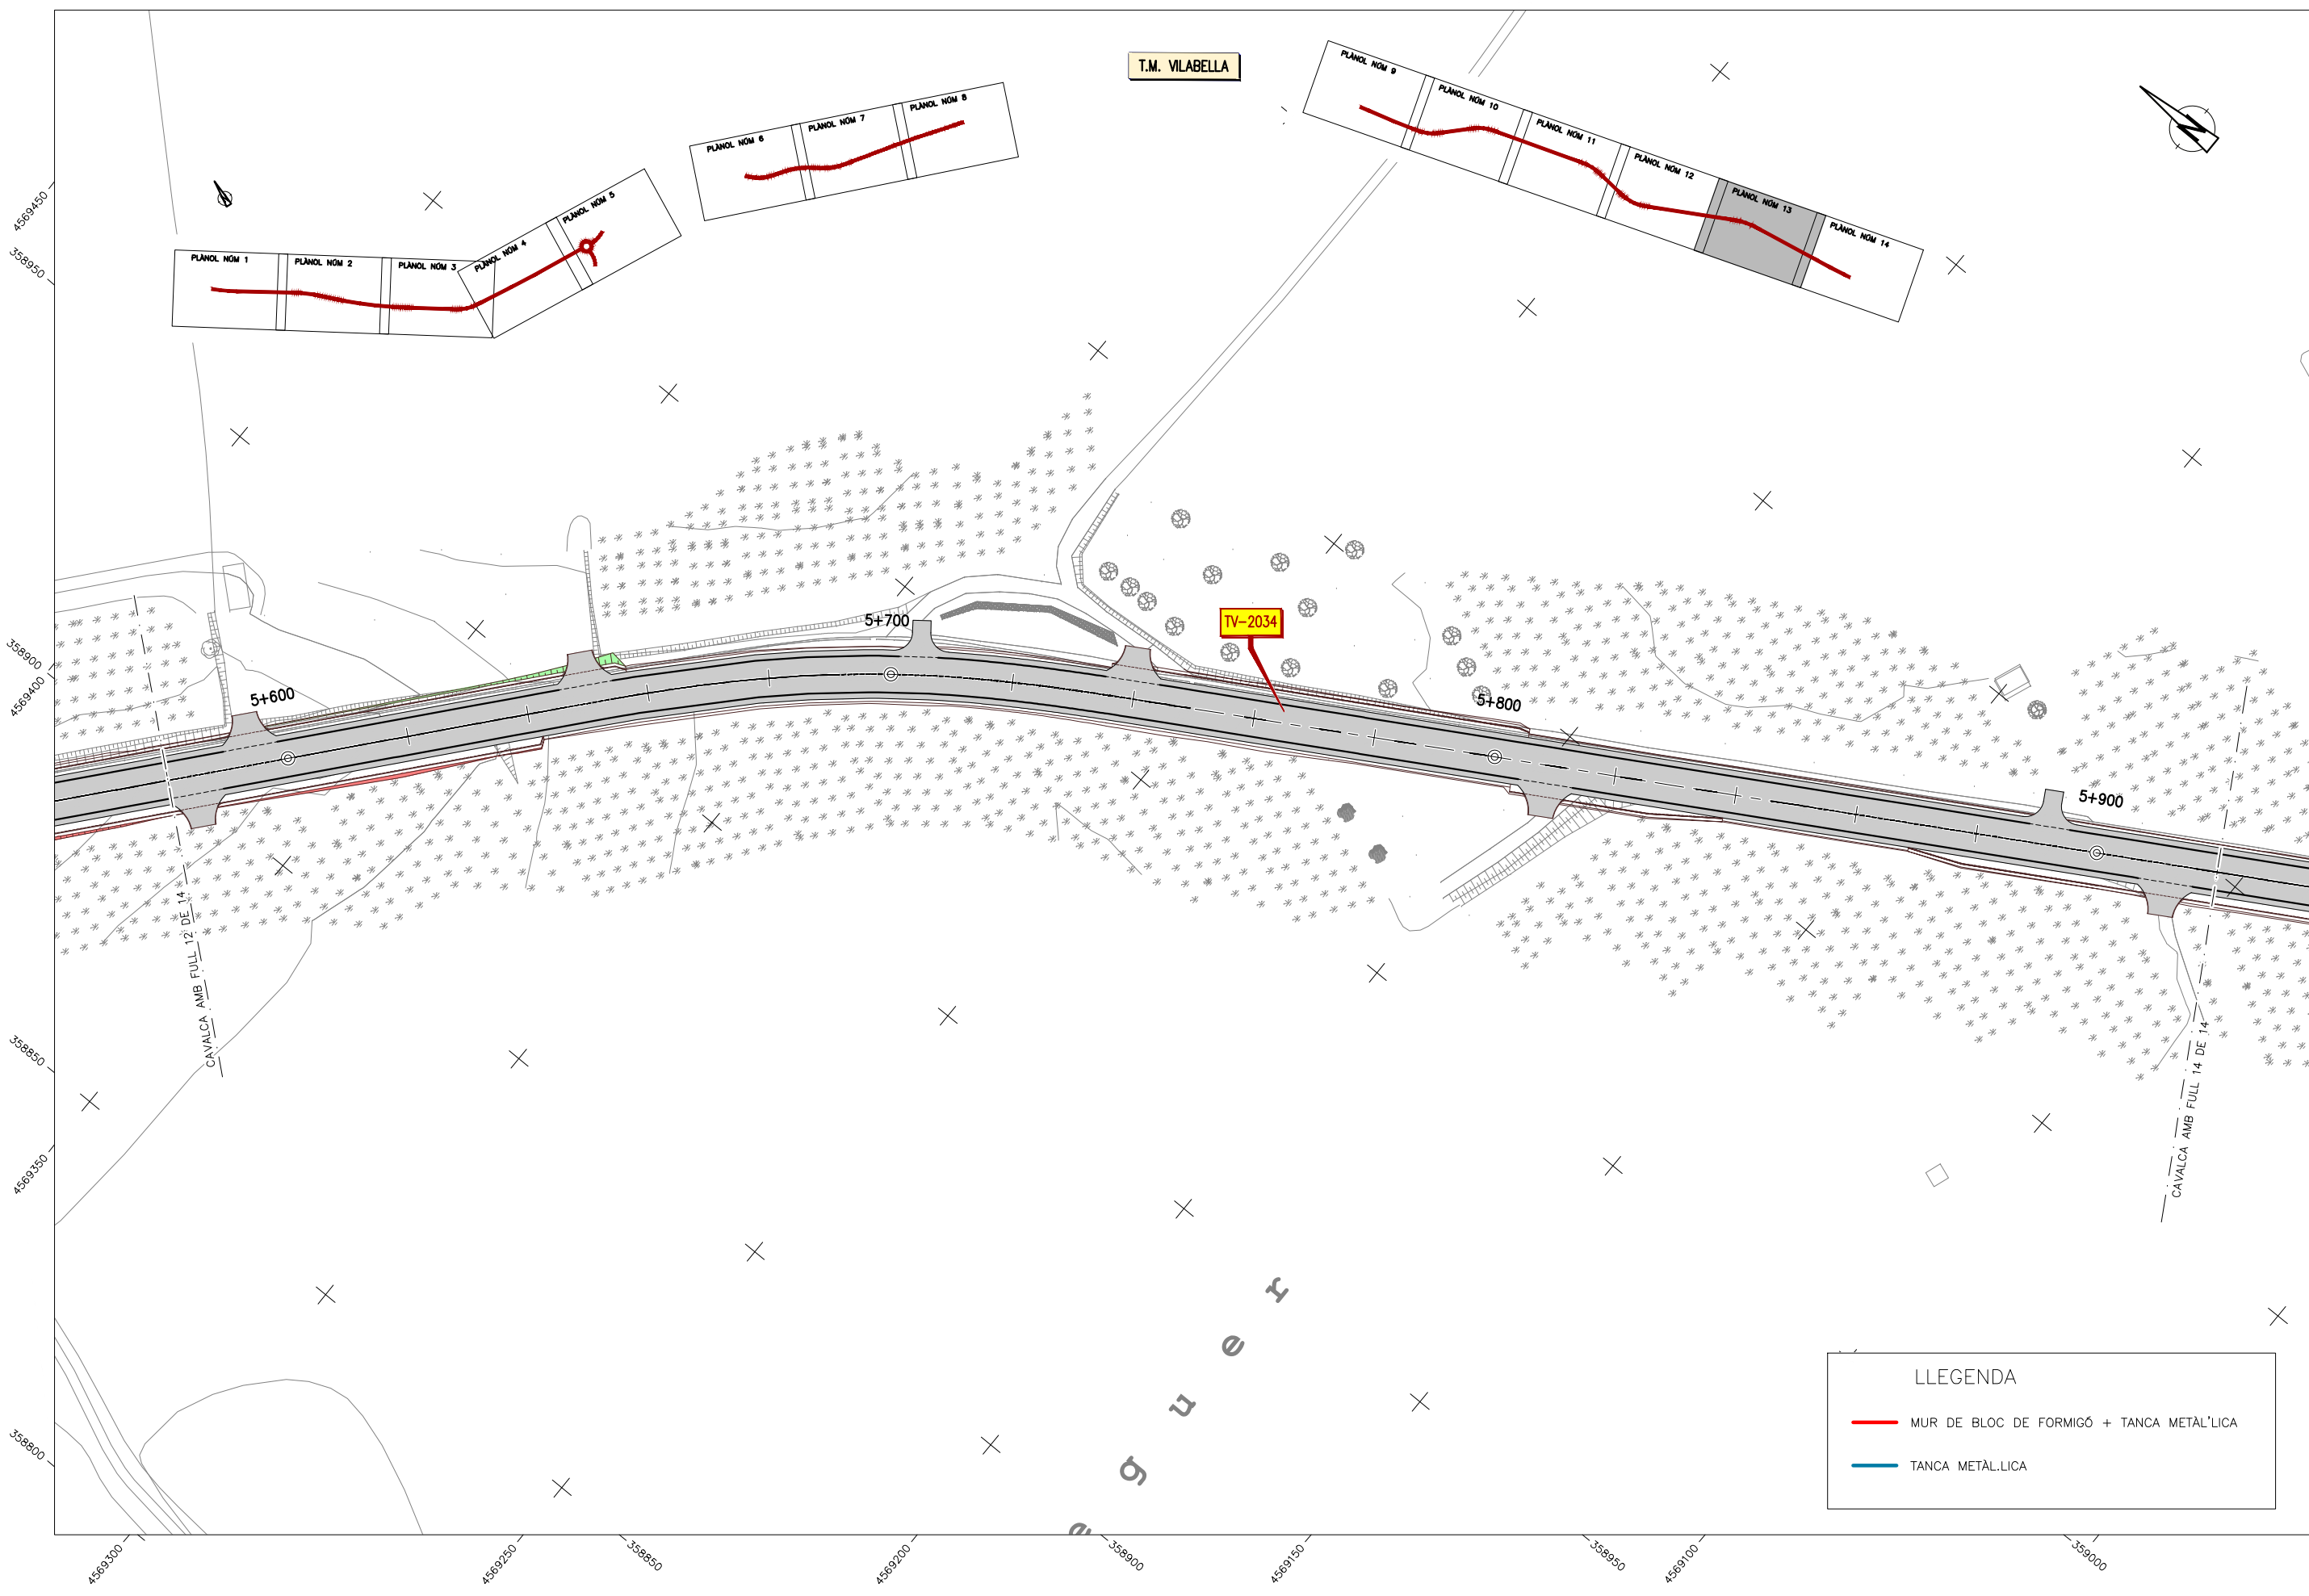 T.M. VILABELLA
PLÀNOL NÚM 1
PLÀNOL NÚM 2
PLÀNOL NÚM 3
PLÀNOL NÚM 4
PLÀNOL NÚM 5
PLÀNOL NÚM 6
PLÀNOL NÚM 7
PLÀNOL NÚM 8
PLÀNOL NÚM 9
PLÀNOL NÚM 10
PLÀNOL NÚM 11
PLÀNOL NÚM 12
PLÀNOL NÚM 13
PLÀNOL NÚM 14
N
4569450
358950
358900
4569400
358850
4569350
358800
5+600
5+700
TV-2034
5+800
5+900
CAVALCA AMB FULL 12 DE 14
CAVALCA AMB FULL 14 DE 14
e g u e r
LLEGENDA
MUR DE BLOC DE FORMIGÓ + TANCA METÀL'LICA
TANCA METÀL.LICA
4569300
4569250
358850
4569200
358900
4569150
358950
4569100
359000